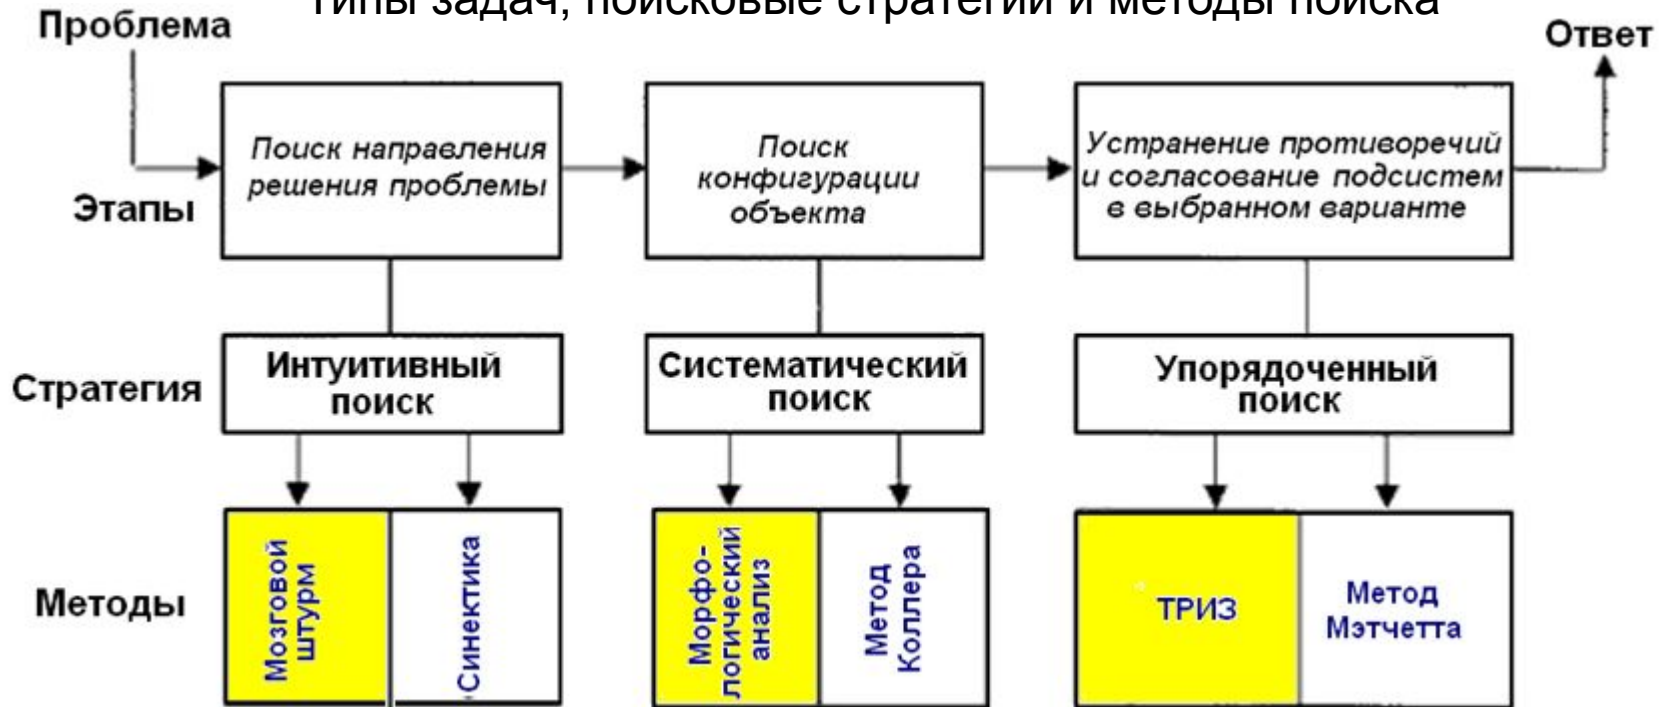 Типы задач, поисковые стратегии и методы поиска
Проблема
Ответ
Этапы
Поиск направления
решения проблемы
Поиск
конфигурации
объекта
Устранение противоречий
и согласование подсистем
в выбранном варианте
Стратегия
Интуитивный
поиск
Систематический
поиск
Упорядоченный
поиск
Методы
Мозговой
штурм
Синектика
Морфо-
логический
анализ
Метод
Коллера
ТРИЗ
Метод
Мэтчетта